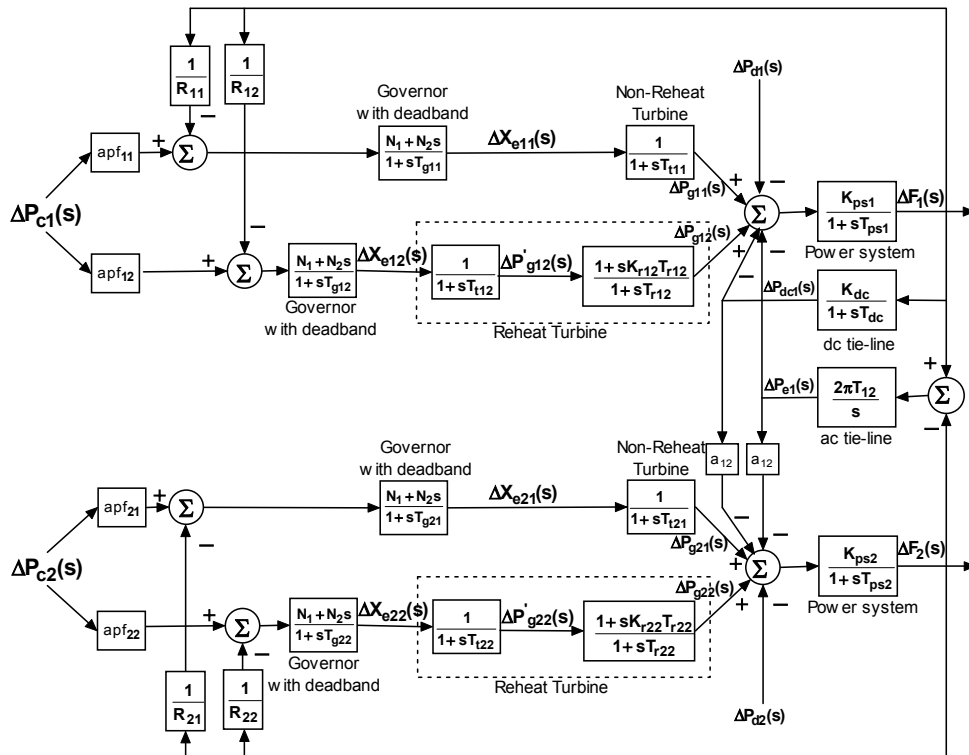 1
R₁₁
1
R₁₂
−
−
Governor
with deadband
Non-Reheat
Turbine
ΔPd1(s)
apf₁₁
+
Σ
N₁ + N₂s
1 + sTg11
ΔXe11(s)
1
1 + sTt11
ΔPg11(s)
+
−
ΔPc1(s)
Σ
Kps1
1 + sTps1
ΔF₁(s)
Power system
apf₁₂
+
Σ
N₁ + N₂s
1 + sTg12
Governor
with deadband
ΔXe12(s)
1
1 + sTt12
ΔP'g12(s)
1 + sKr12Tr12
1 + sTr12
Reheat Turbine
ΔPg12(s)
+
−
−
ΔPdc1(s)
Kdc
1 + sTdc
dc tie-line
+
Σ
−
ΔPe1(s)
2πT₁₂
s
ac tie-line
a₁₂
a₁₂
Governor
with deadband
Non-Reheat
Turbine
apf₂₁
+
Σ
−
N₁ + N₂s
1 + sTg21
ΔXe21(s)
1
1 + sTt21
ΔPg21(s)
+
−
−
ΔPc2(s)
Σ
Kps2
1 + sTps2
ΔF₂(s)
Power system
apf₂₂
+
Σ
−
N₁ + N₂s
1 + sTg22
Governor
with deadband
ΔXe22(s)
1
1 + sTt22
ΔP'g22(s)
1 + sKr22Tr22
1 + sTr22
Reheat Turbine
ΔPg22(s)
+
−
1
R₂₁
1
R₂₂
ΔPd2(s)